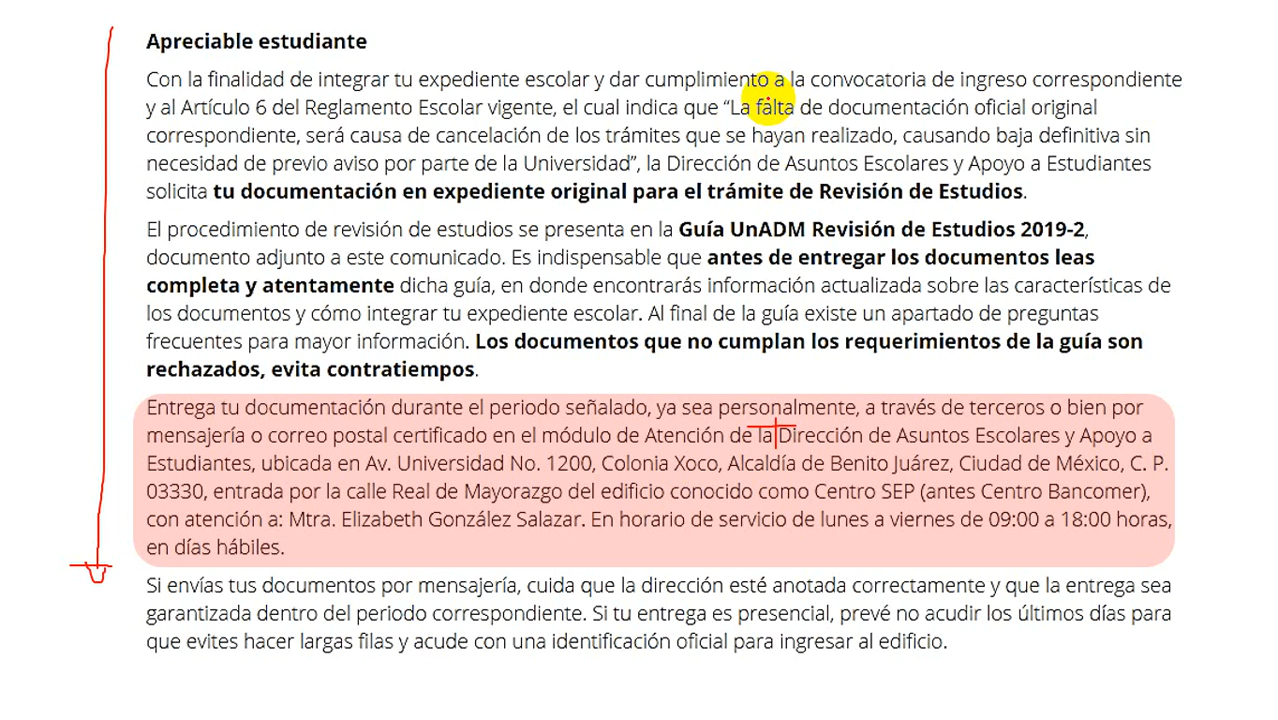 Apreciable estudiante
Con la finalidad de integrar tu expediente escolar y dar cumplimiento a la convocatoria de ingreso correspondiente
y al Artículo 6 del Reglamento Escolar vigente, el cual indica que “La falta de documentación oficial original
correspondiente, será causa de cancelación de los trámites que se hayan realizado, causando baja definitiva sin
necesidad de previo aviso por parte de la Universidad”, la Dirección de Asuntos Escolares y Apoyo a Estudiantes
solicita tu documentación en expediente original para el trámite de Revisión de Estudios.
El procedimiento de revisión de estudios se presenta en la Guía UnADM Revisión de Estudios 2019-2,
documento adjunto a este comunicado. Es indispensable que antes de entregar los documentos leas
completa y atentamente dicha guía, en donde encontrarás información actualizada sobre las características de
los documentos y cómo integrar tu expediente escolar. Al final de la guía existe un apartado de preguntas
frecuentes para mayor información. Los documentos que no cumplan los requerimientos de la guía son
rechazados, evita contratiempos.
Entrega tu documentación durante el periodo señalado, ya sea personalmente, a través de terceros o bien por
mensajería o correo postal certificado en el módulo de Atención de la Dirección de Asuntos Escolares y Apoyo a
Estudiantes, ubicada en Av. Universidad No. 1200, Colonia Xoco, Alcaldía de Benito Juárez, Ciudad de México, C. P.
03330, entrada por la calle Real de Mayorazgo del edificio conocido como Centro SEP (antes Centro Bancomer),
con atención a: Mtra. Elizabeth González Salazar. En horario de servicio de lunes a viernes de 09:00 a 18:00 horas,
en días hábiles.
Si envías tus documentos por mensajería, cuida que la dirección esté anotada correctamente y que la entrega sea
garantizada dentro del periodo correspondiente. Si tu entrega es presencial, prevé no acudir los últimos días para
que evites hacer largas filas y acude con una identificación oficial para ingresar al edificio.